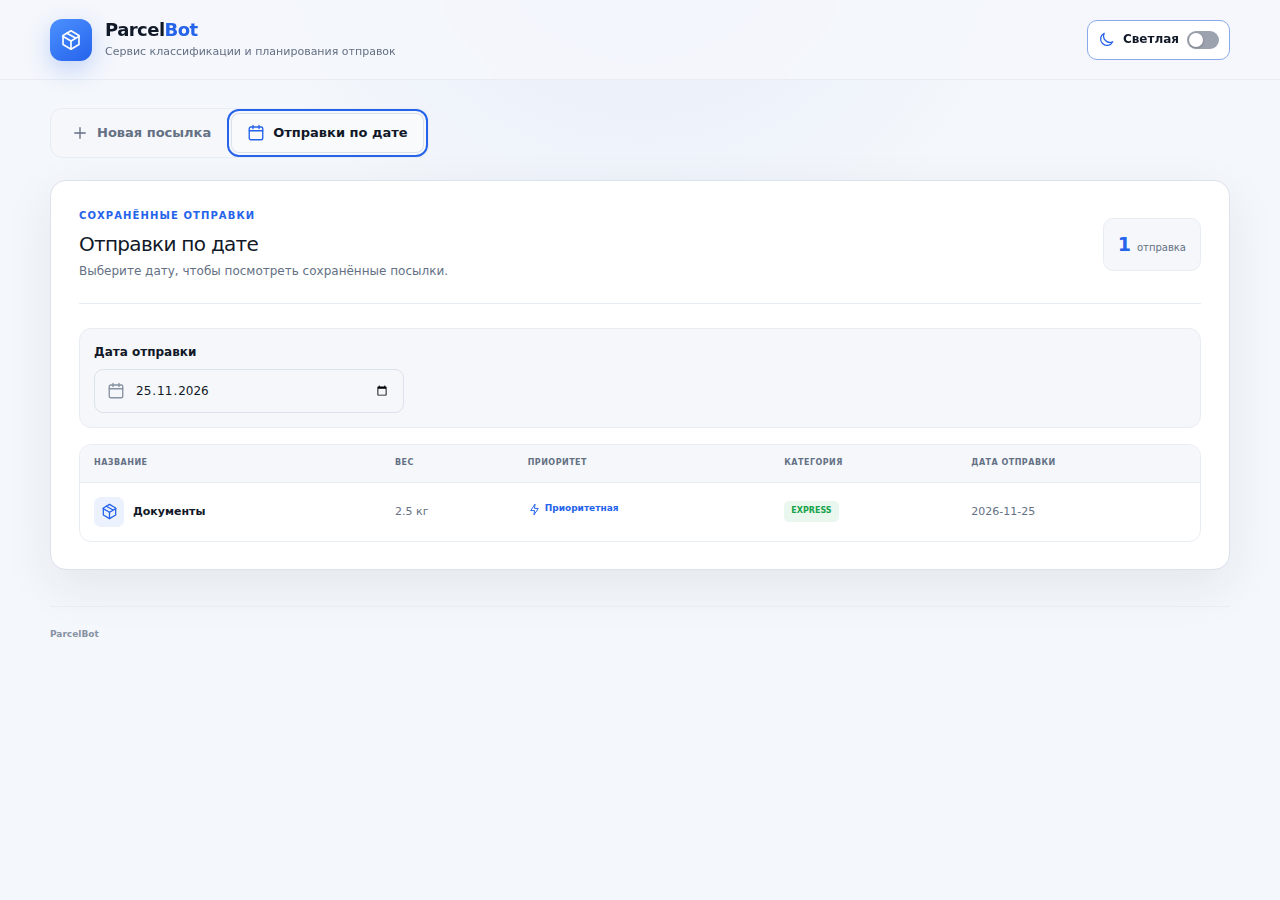 ParcelBot
Сервис классификации и планирования отправок
Светлая
Новая посылка
Отправки по дате
СОХРАНЁННЫЕ ОТПРАВКИ
Отправки по дате
Выберите дату, чтобы посмотреть сохранённые посылки.
1 отправка
Дата отправки
25.11.2026
НАЗВАНИЕ ВЕС ПРИОРИТЕТ КАТЕГОРИЯ ДАТА ОТПРАВКИ
Документы 2.5 кг Приоритетная EXPRESS 2026-11-25
ParcelBot